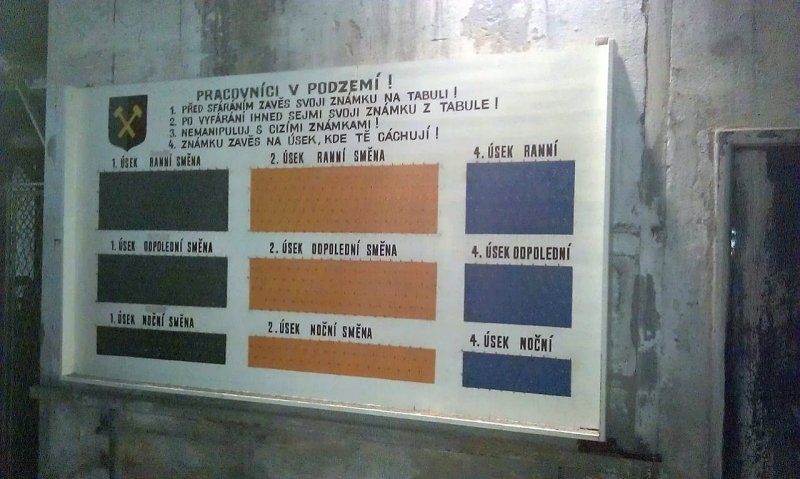 PRACOVNÍCI V PODZEMÍ !
1. PŘED SFÁRÁNÍM ZAVĚS SVOJI ZNÁMKU NA TABULI !
2. PO VYFÁRÁNÍ IHNED SEJMI SVOJI ZNÁMKU Z TABULE !
3. NEMANIPULUJ S CIZÍMI ZNÁMKAMI !
4. ZNÁMKU ZAVĚS NA ÚSEK, KDE TĚ CÁCHUJÍ !
1. ÚSEK RANNÍ SMĚNA
2. ÚSEK RANNÍ SMĚNA
4. ÚSEK RANNÍ
1. ÚSEK ODPOLEDNÍ SMĚNA
2. ÚSEK ODPOLEDNÍ SMĚNA
4. ÚSEK ODPOLEDNÍ
1. ÚSEK NOČNÍ SMĚNA
2. ÚSEK NOČNÍ SMĚNA
4. ÚSEK NOČNÍ